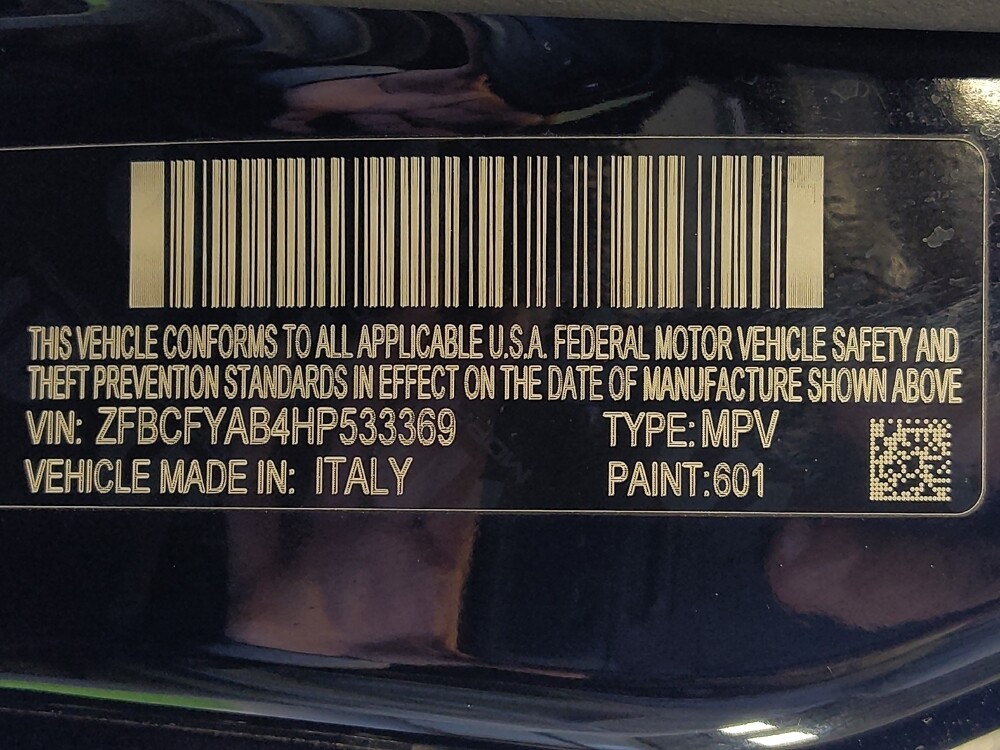 THIS VEHICLE CONFORMS TO ALL APPLICABLE U.S.A. FEDERAL MOTOR VEHICLE SAFETY AND
THEFT PREVENTION STANDARDS IN EFFECT ON THE DATE OF MANUFACTURE SHOWN ABOVE
VIN: ZFBCFYAB4HP533369 TYPE: MPV
VEHICLE MADE IN: ITALY PAINT:601